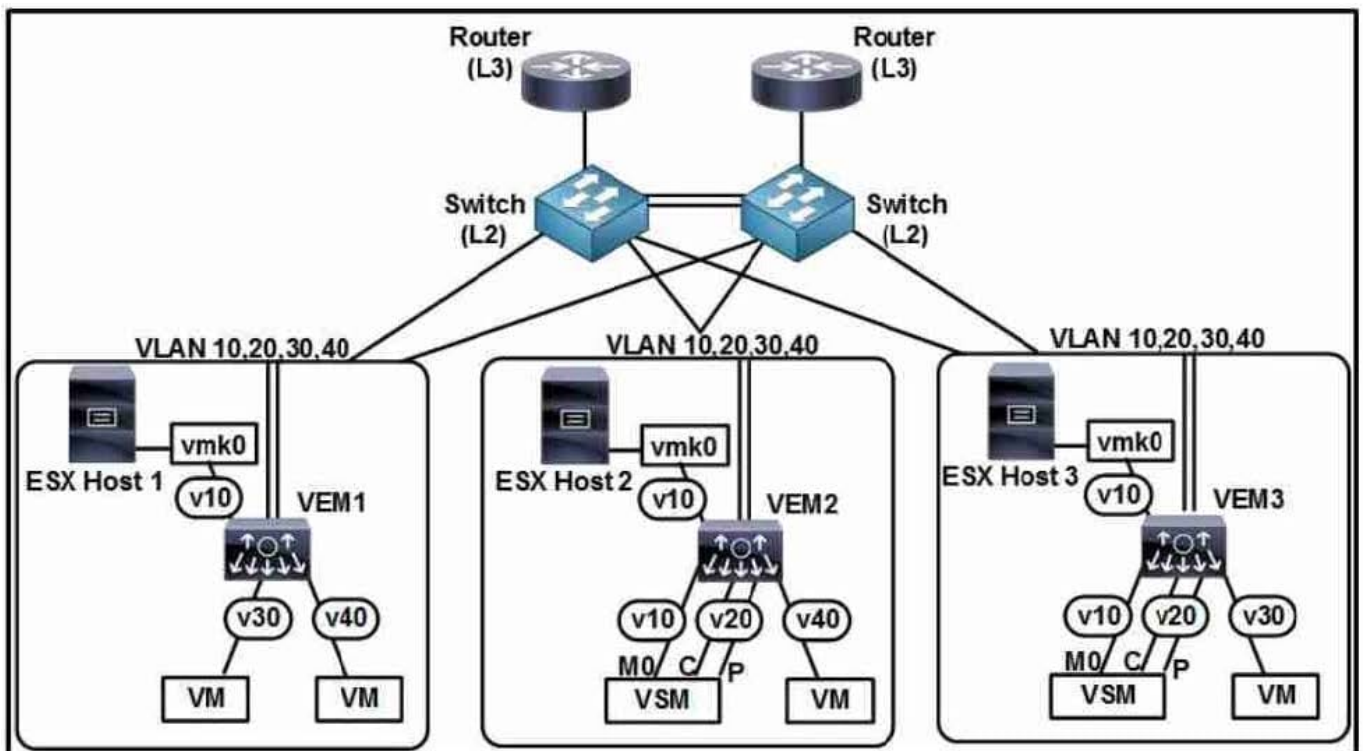 Router
(L3)
Router
(L3)
Switch
(L2)
Switch
(L2)
VLAN 10,20,30,40
VLAN 10,20,30,40
VLAN 10,20,30,40
ESX Host 1
vmk0
v10
VEM1
v30
v40
VM
VM
ESX Host 2
vmk0
v10
VEM2
v10
v20
v40
M0
C
P
VSM
VM
ESX Host 3
vmk0
v10
VEM3
v10
v20
v30
M0
C
P
VSM
VM